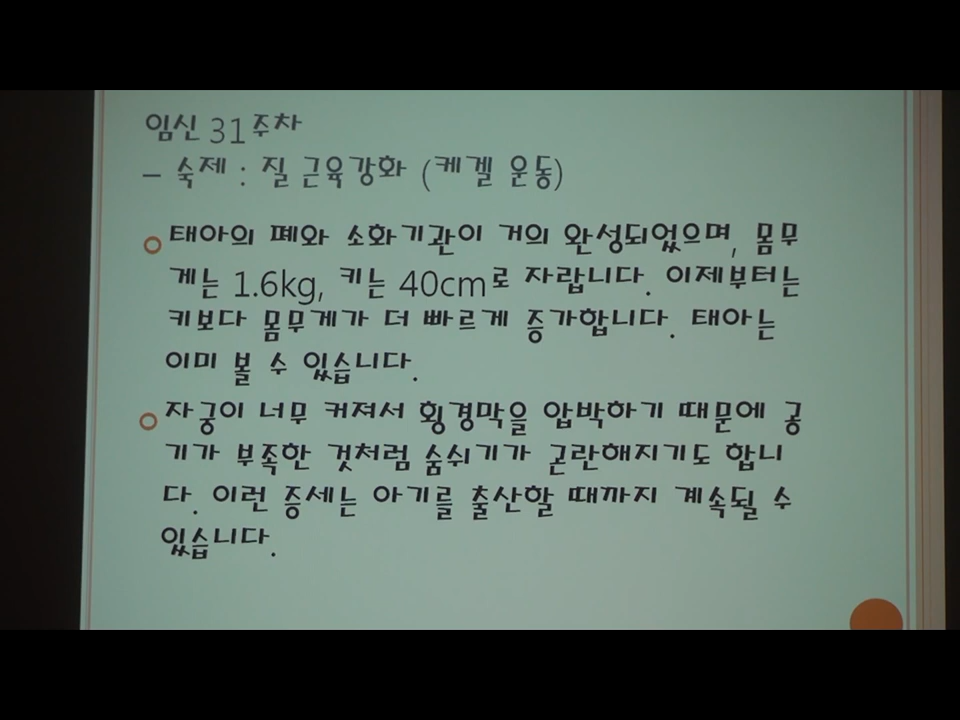 임신 31주차
– 숙제 : 질 근육강화 (케겔 운동)
태아의 폐와 소화기관이 거의 완성되었으며, 몸무
게는 1.6kg, 키는 40cm로 자랍니다. 이제부터는
키보다 몸무게가 더 빠르게 증가합니다. 태아는
이미 볼 수 있습니다.
자궁이 너무 커져서 횡경막을 압박하기 때문에 공
기가 부족한 것처럼 숨쉬기가 곤란해지기도 합니
다. 이런 증세는 아기를 출산할 때까지 계속될 수
있습니다.